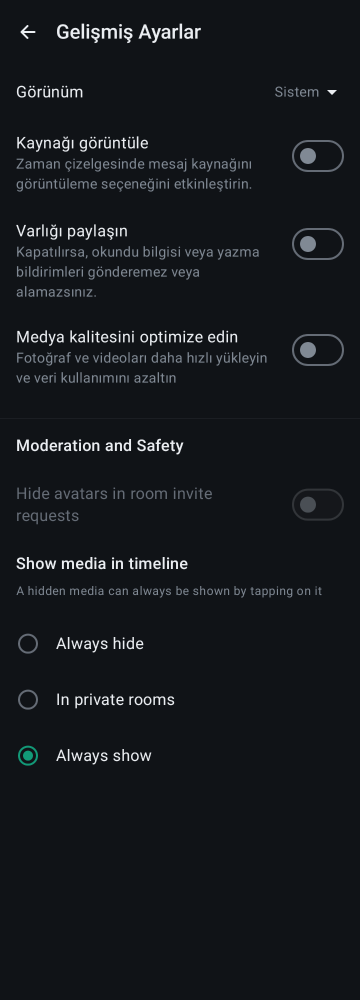 Gelişmiş Ayarlar
Görünüm
Sistem
Kaynağı görüntüle
Zaman çizelgesinde mesaj kaynağını
görüntüleme seçeneğini etkinleştirin.
Varlığı paylaşın
Kapatılırsa, okundu bilgisi veya yazma
bildirimleri gönderemez veya
alamazsınız.
Medya kalitesini optimize edin
Fotoğraf ve videoları daha hızlı yükleyin
ve veri kullanımını azaltın
Moderation and Safety
Hide avatars in room invite
requests
Show media in timeline
A hidden media can always be shown by tapping on it
Always hide
In private rooms
Always show